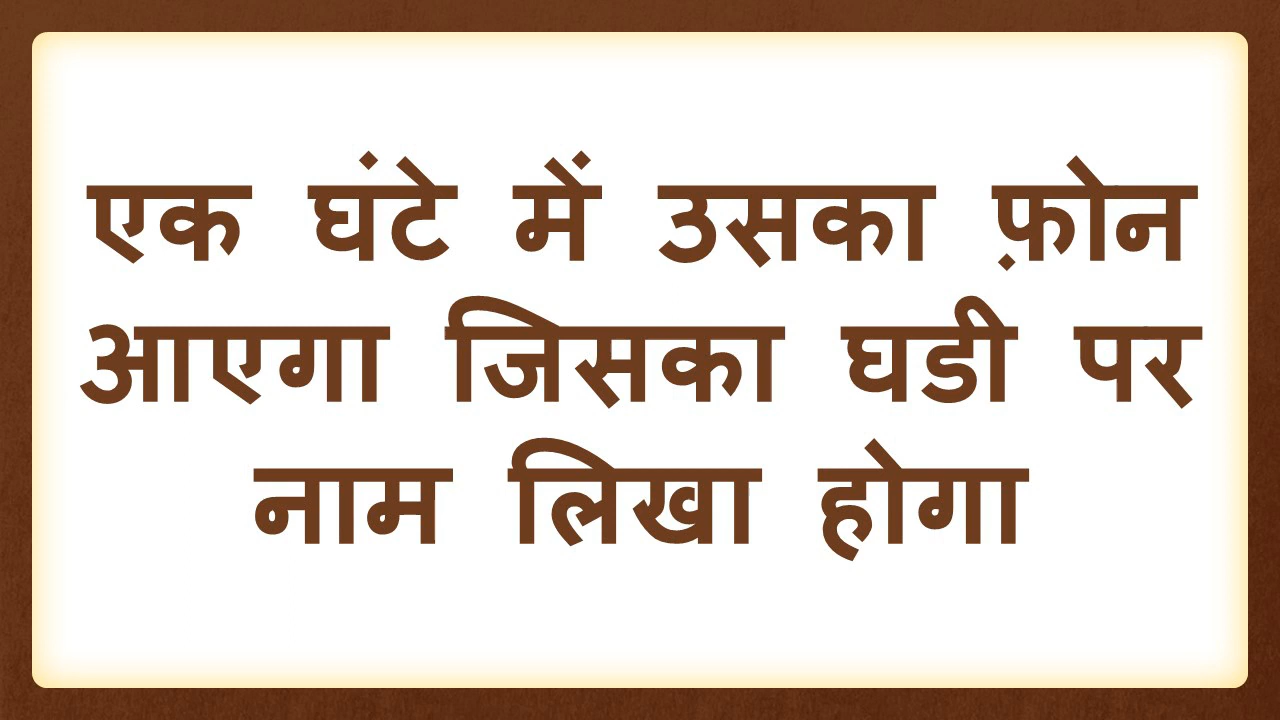 एक घंटे में उसका फ़ोन
आएगा जिसका घडी पर
नाम लिखा होगा